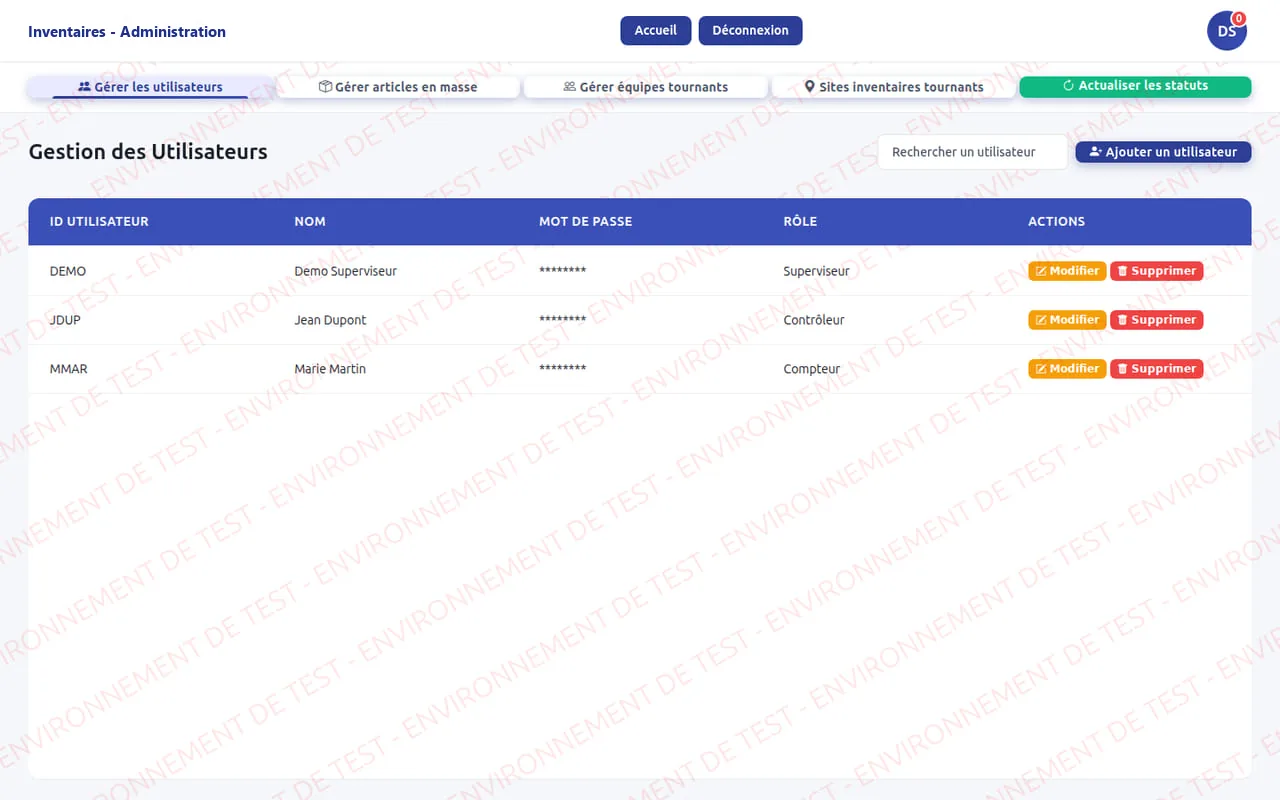 Inventaires - Administration
Accueil
Déconnexion
DS
0
Gérer les utilisateurs
Gérer articles en masse
Gérer équipes tournants
Sites inventaires tournants
Actualiser les statuts
Gestion des Utilisateurs
Rechercher un utilisateur
Ajouter un utilisateur
ID UTILISATEUR NOM MOT DE PASSE RÔLE ACTIONS
DEMO Demo Superviseur ******** Superviseur Modifier Supprimer
JDUP Jean Dupont ******** Contrôleur Modifier Supprimer
MMAR Marie Martin ******** Compteur Modifier Supprimer
ENVIRONNEMENT DE TEST - ENVIRONNEMENT DE TEST - ENVIRONNEMENT DE TEST